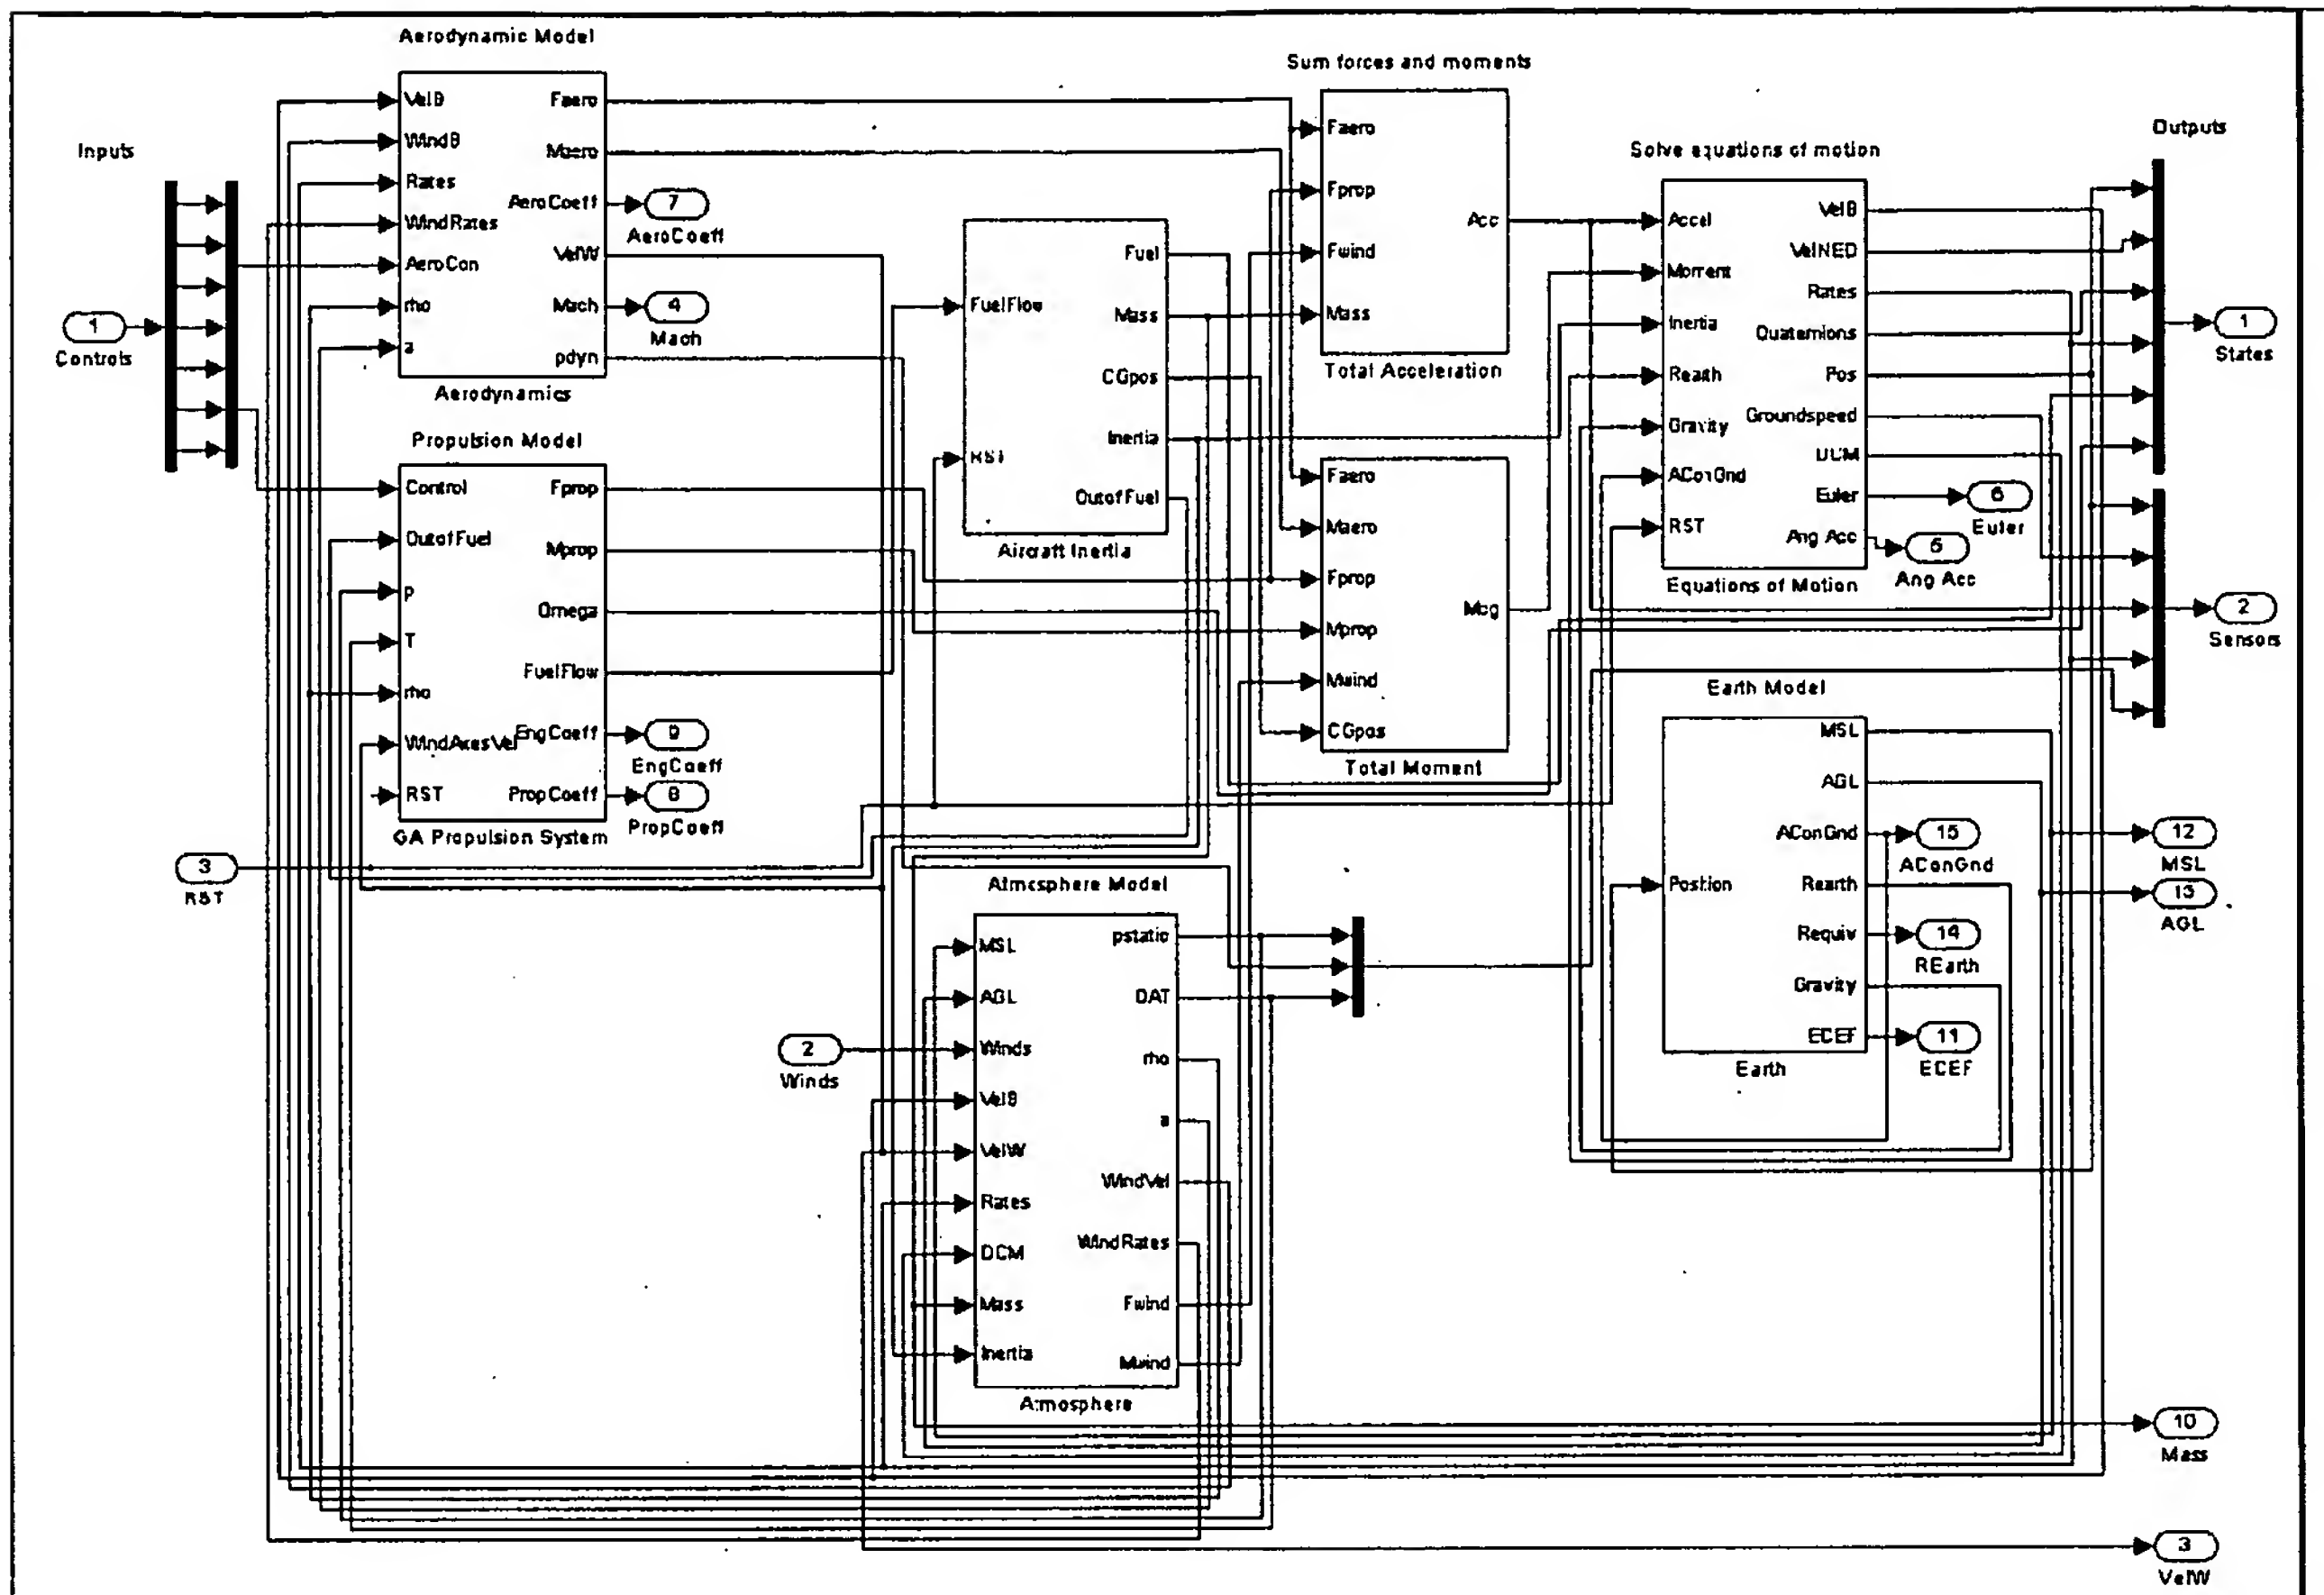 Aerodynamic Model
VelB
WindB
Rates
WindRates
AeroCon
rho
a
Faero
Maero
AeroCoeff
VelW
Mach
pdyn
Aerodynamics
7
AeroCoeff
4
Mach
Inputs
1
Controls
Propulsion Model
Control
OutofFuel
p
T
rho
WindAxesVel
RST
Fprop
Mprop
Omega
FuelFlow
EngCoeff
PropCoeff
GA Propulsion System
9
EngCoeff
8
PropCoeff
3
RST
FuelFlow
RST
Fuel
Mass
CGpos
Inertia
OutofFuel
Aircraft Inertia
Sum forces and moments
Faero
Fprop
Fwind
Mass
Acc
Total Acceleration
Faero
Maero
Fprop
Mprop
Mwind
CGpos
Mcg
Total Moment
Solve equations of motion
Accel
Moment
Inertia
Rearth
Gravity
AConGnd
RST
VelB
VelNED
Rates
Quaternions
Pos
Groundspeed
DCM
Euler
Ang Acc
Equations of Motion
6
Euler
5
Ang Acc
Outputs
1
States
2
Sensors
Earth Model
Position
MSL
AGL
AConGnd
Rearth
Requiv
Gravity
ECEF
Earth
15
AConGnd
14
REarth
11
ECEF
12
MSL
13
AGL
Atmosphere Model
MSL
AGL
Winds
VelB
VelW
Rates
DCM
Mass
Inertia
pstatic
OAT
rho
a
WindVel
WindRates
Fwind
Mwind
Atmosphere
2
Winds
10
Mass
3
VelW